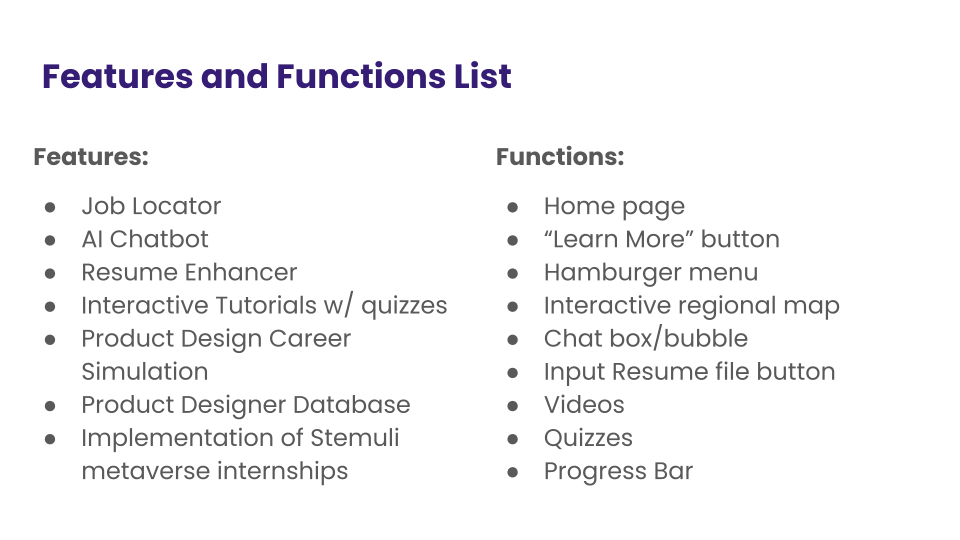 Features and Functions List
Features:
● Job Locator
● AI Chatbot
● Resume Enhancer
● Interactive Tutorials w/ quizzes
● Product Design Career
Simulation
● Product Designer Database
● Implementation of Stemuli
metaverse internships
Functions:
● Home page
● “Learn More” button
● Hamburger menu
● Interactive regional map
● Chat box/bubble
● Input Resume file button
● Videos
● Quizzes
● Progress Bar